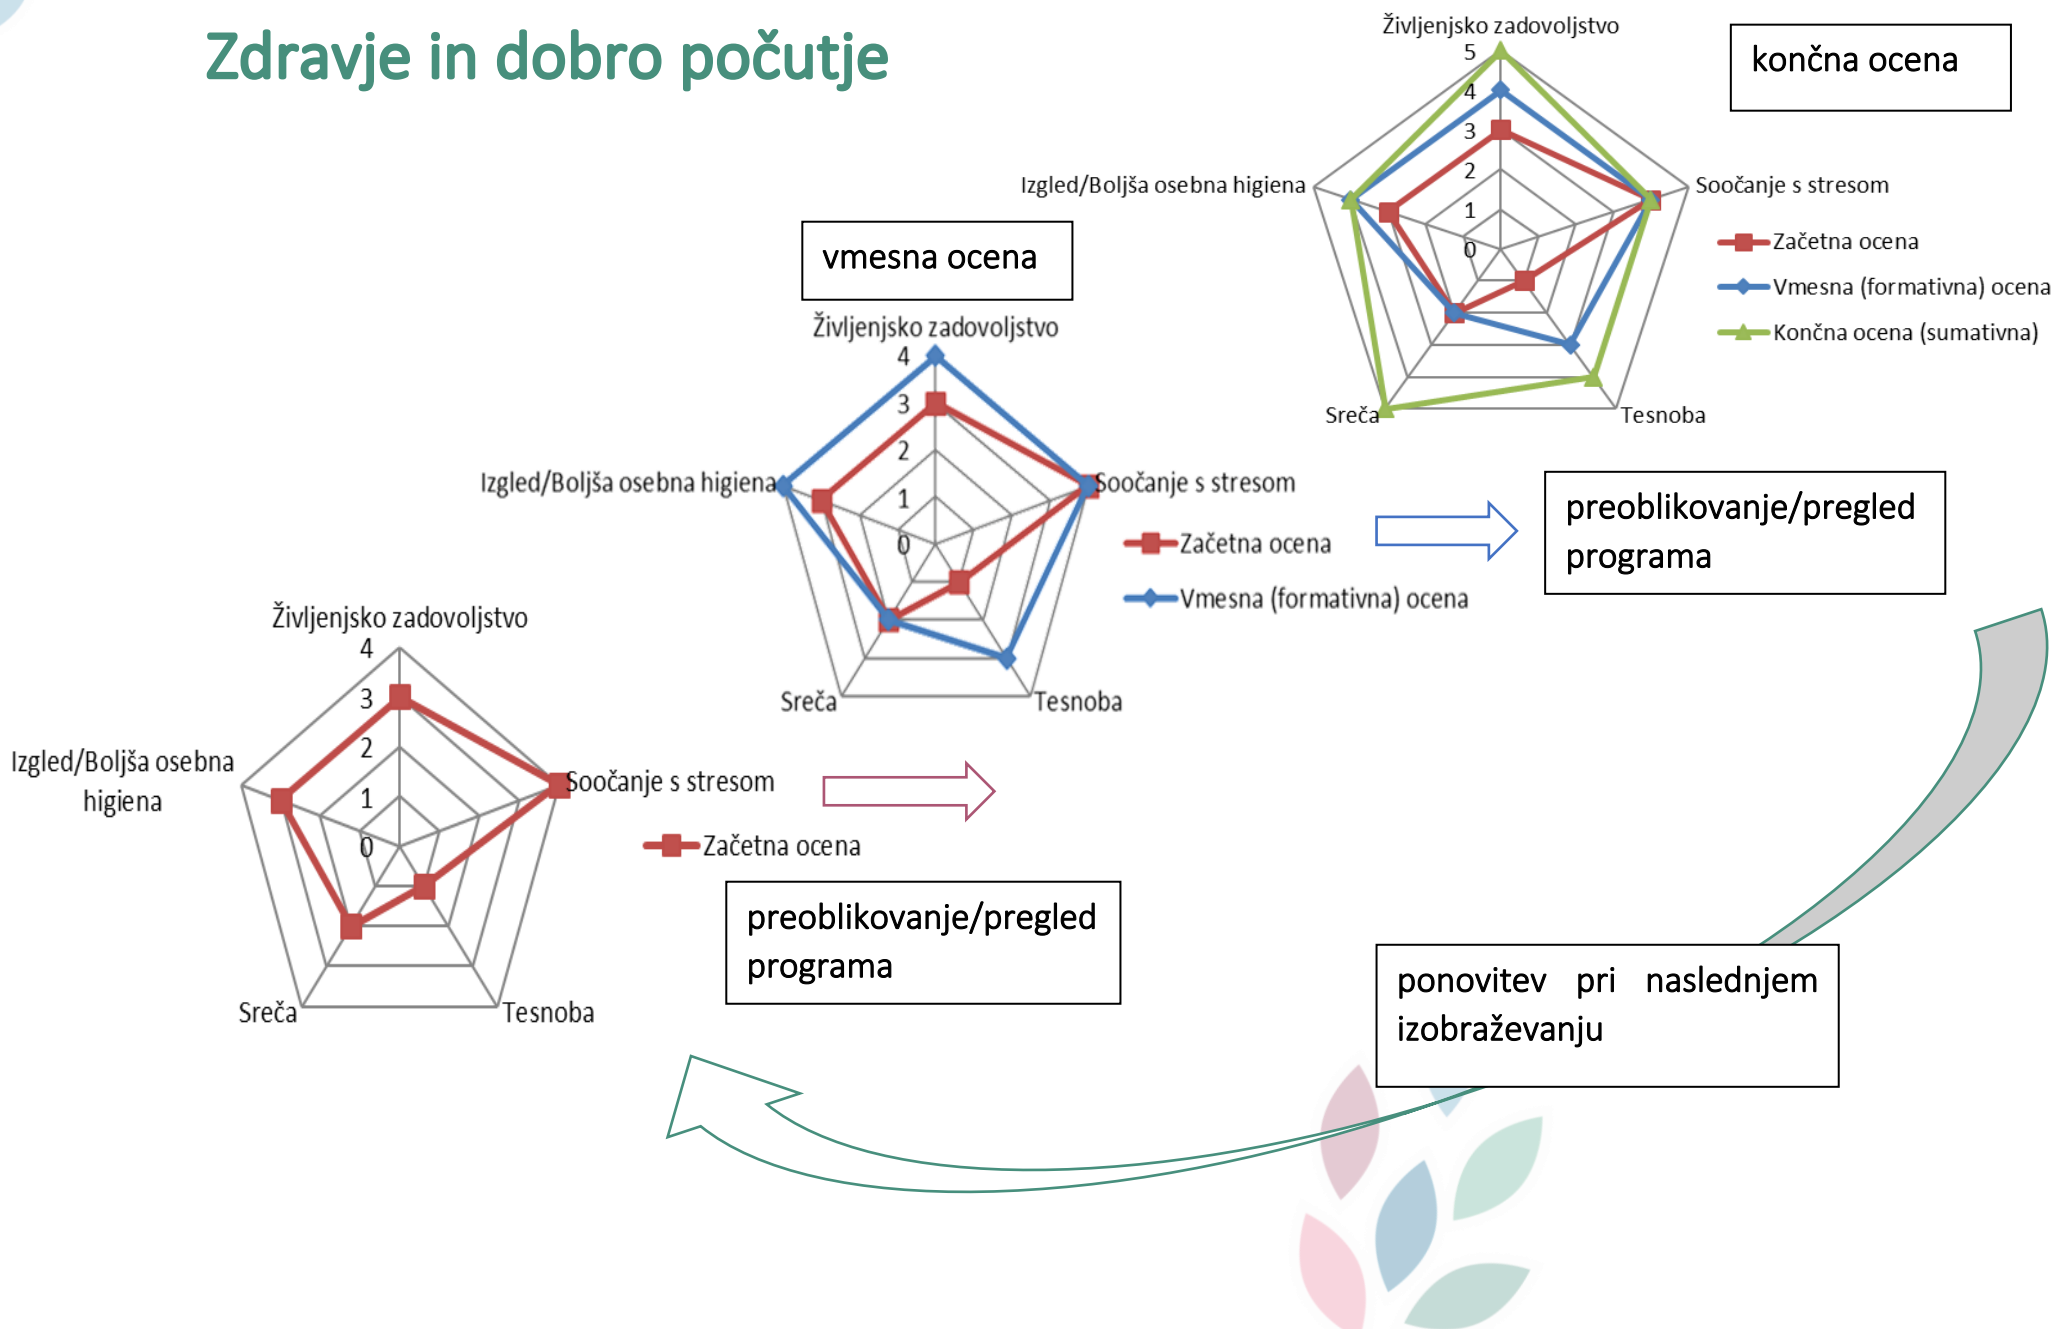 Zdravje in dobro počutje
Življenjsko zadovoljstvo
5
4
3
2
1
0
Izgled/Boljša osebna higiena
Soočanje s stresom
Sreča
Tesnoba
Začetna ocena
Vmesna (formativna) ocena
Končna ocena (sumativna)
končna ocena
vmesna ocena
Življenjsko zadovoljstvo
4
3
2
1
0
Izgled/Boljša osebna higiena
Soočanje s stresom
Sreča
Tesnoba
Začetna ocena
Vmesna (formativna) ocena
preoblikovanje/pregled
programa
Življenjsko zadovoljstvo
4
3
2
1
0
Izgled/Boljša osebna
higiena
Soočanje s stresom
Sreča
Tesnoba
Začetna ocena
preoblikovanje/pregled
programa
ponovitev pri naslednjem
izobraževanju